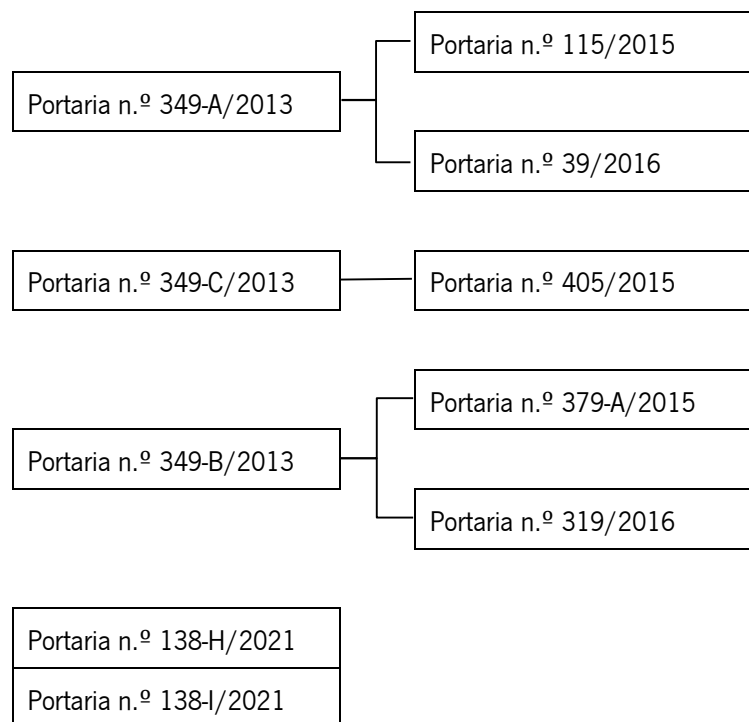 Portaria n.º 115/2015
Portaria n.º 349-A/2013
Portaria n.º 39/2016
Portaria n.º 349-C/2013
Portaria n.º 405/2015
Portaria n.º 379-A/2015
Portaria n.º 349-B/2013
Portaria n.º 319/2016
Portaria n.º 138-H/2021
Portaria n.º 138-I/2021